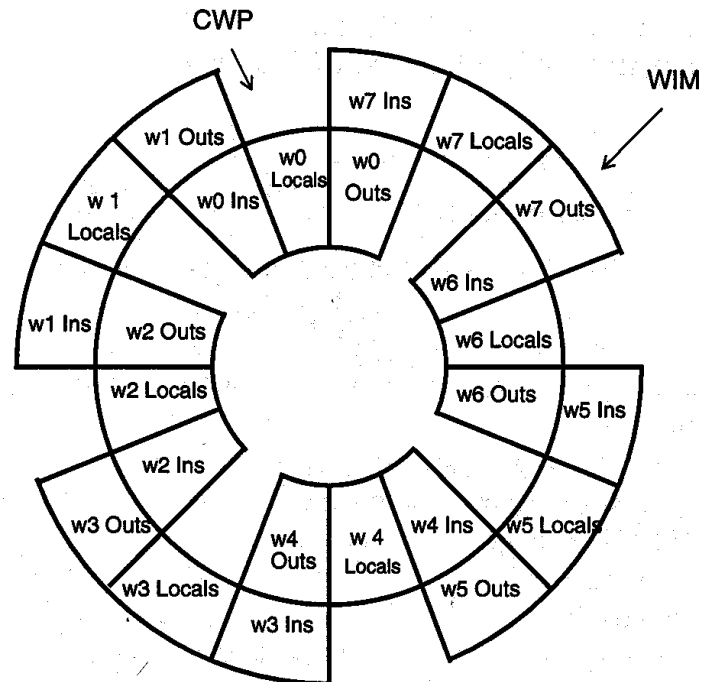 CWP
WIM
w7 Ins
w1 Outs
w7 Locals
w0
Locals
w0
Outs
w0 Ins
w 1
Locals
w7 Outs
w6 Ins
w1 Ins
w2 Outs
w6 Locals
w2 Locals
w6 Outs
w5 Ins
w2 Ins
w3 Outs
w4
Outs
w 4
Locals
w4 Ins
w5 Locals
w3 Locals
w5 Outs
w3 Ins